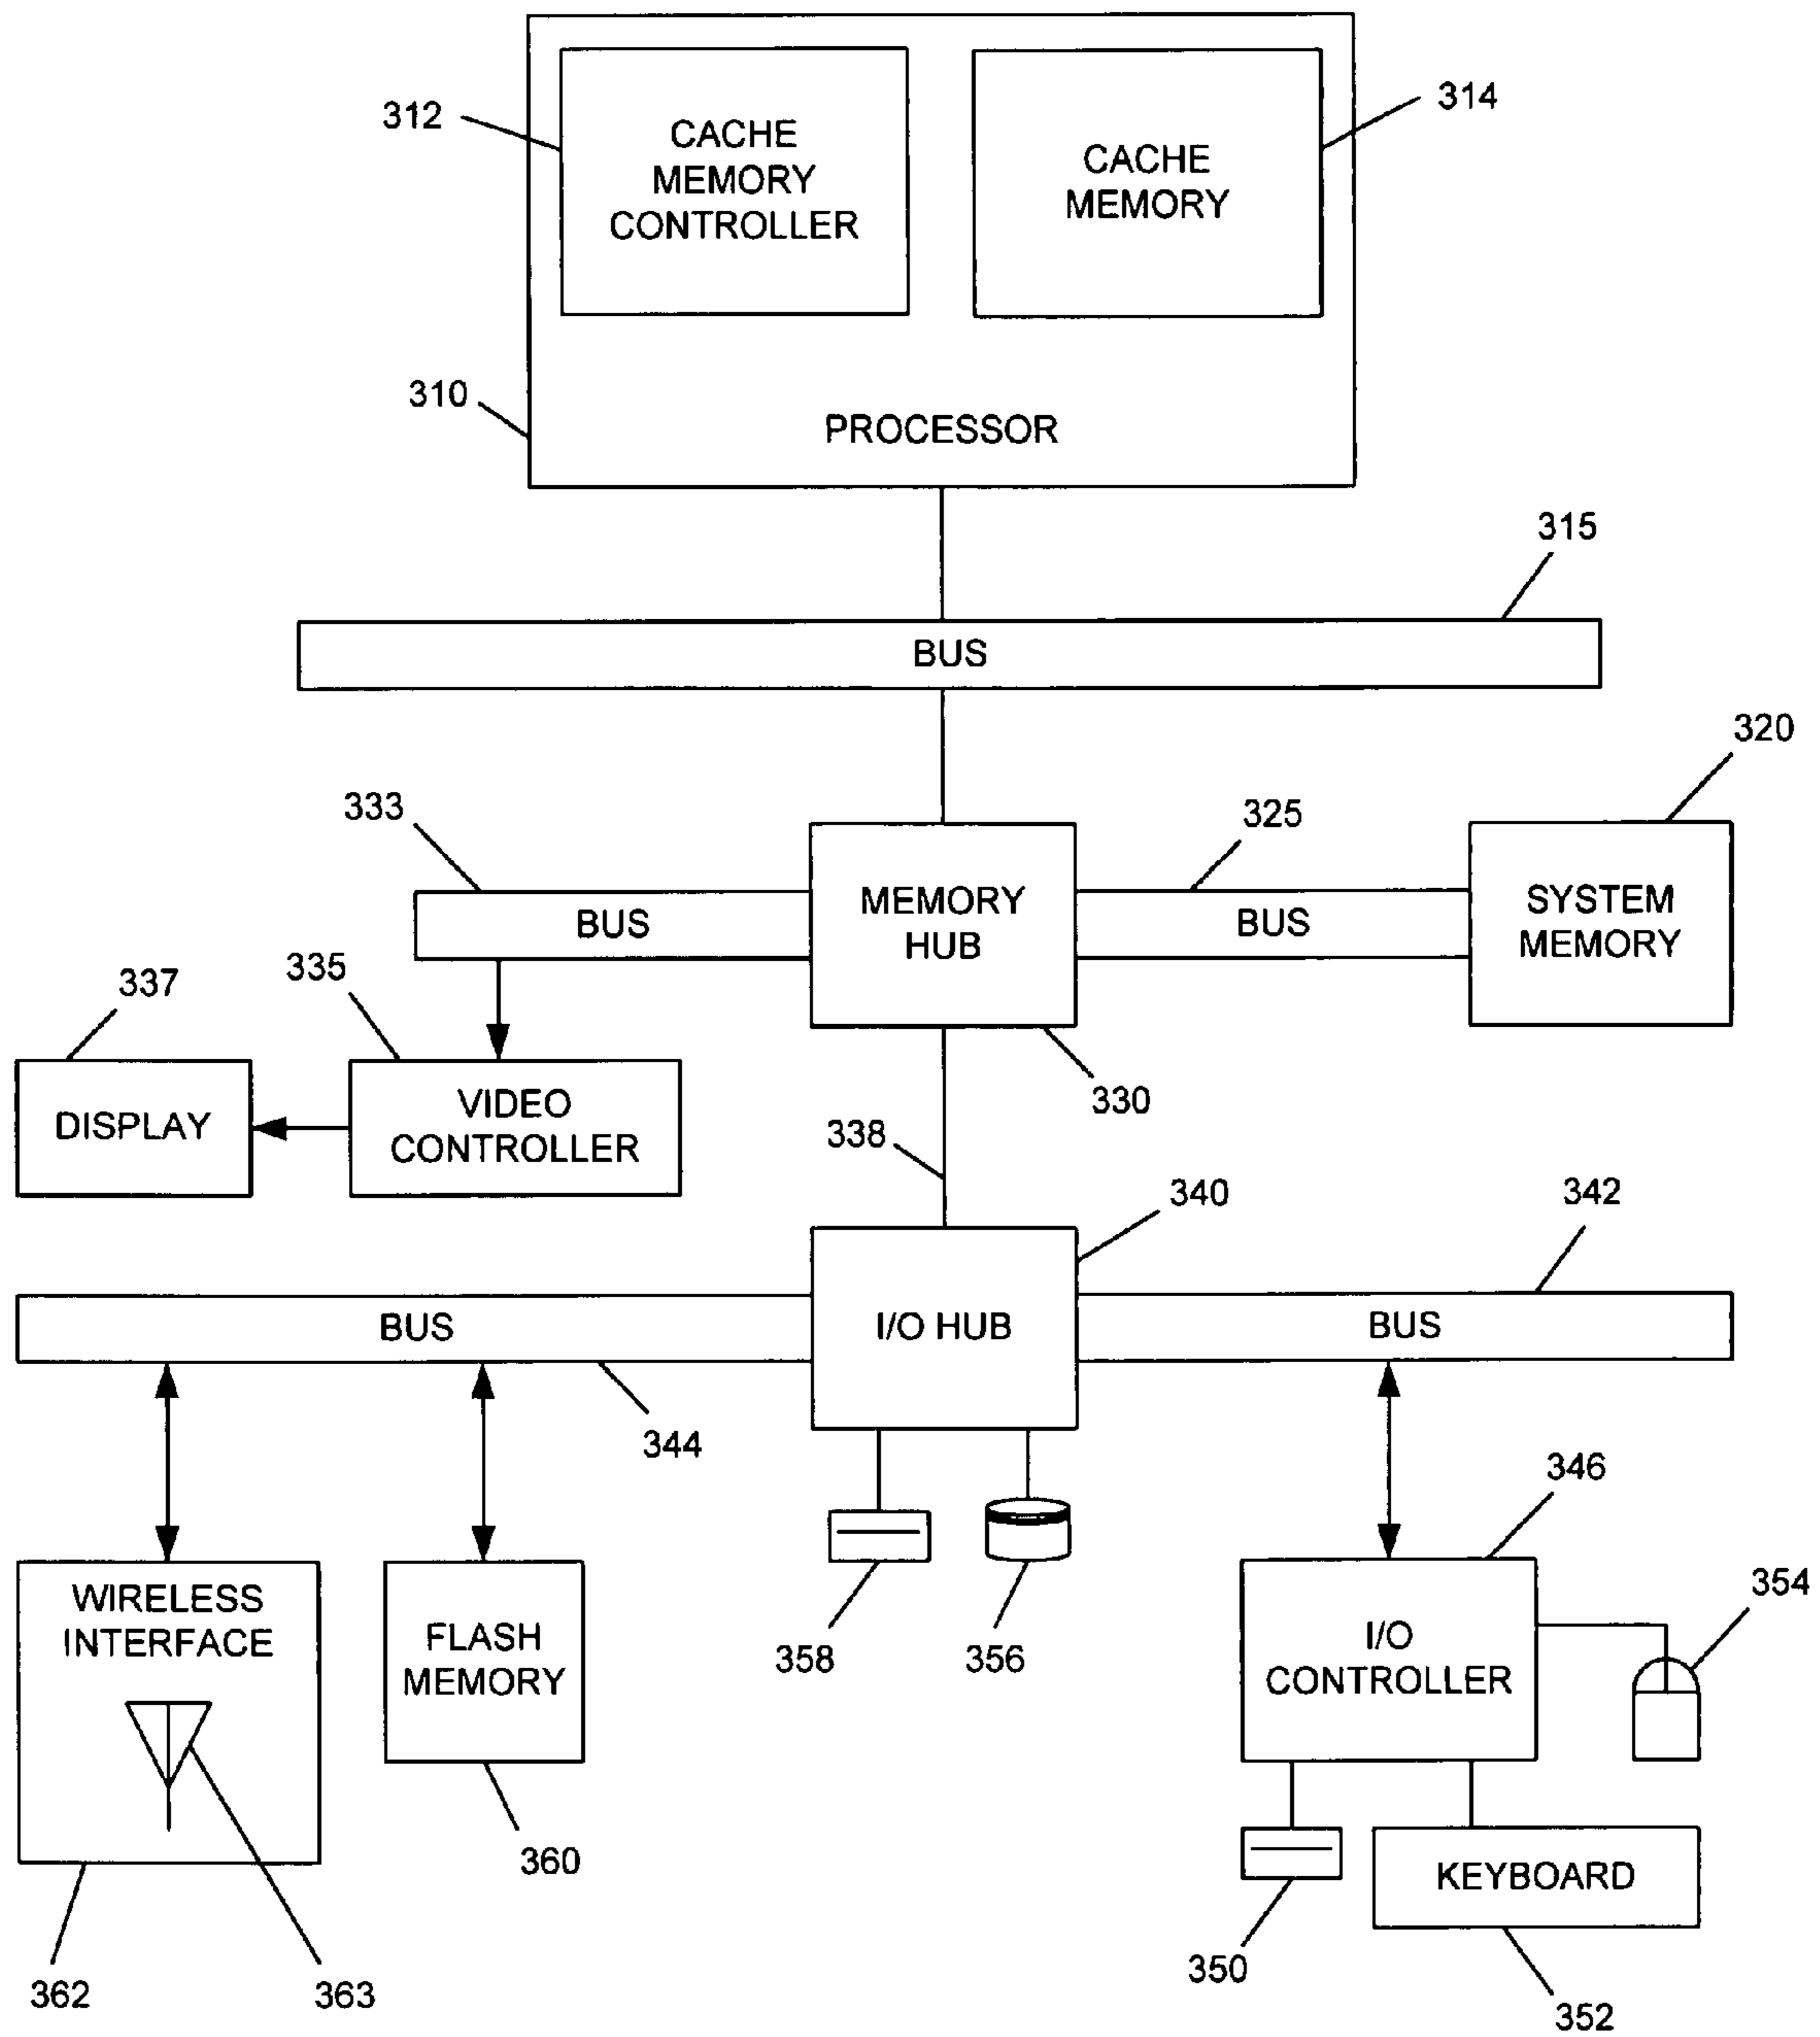 312
CACHE
MEMORY
CONTROLLER
CACHE
MEMORY
314
310
PROCESSOR
315
BUS
320
333
325
BUS
MEMORY
HUB
BUS
SYSTEM
MEMORY
337
335
330
DISPLAY
VIDEO
CONTROLLER
338
340
342
BUS
I/O HUB
BUS
344
346
354
WIRELESS
INTERFACE
FLASH
MEMORY
358
356
I/O
CONTROLLER
360
KEYBOARD
350
362
363
352